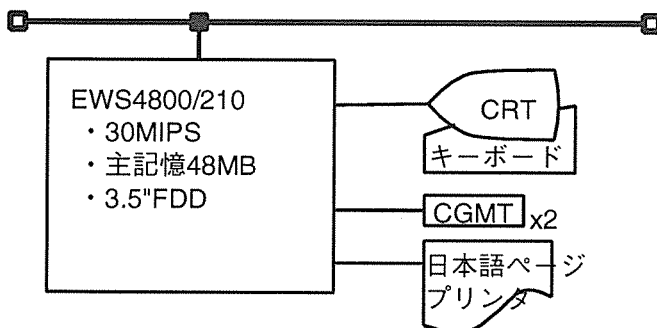 EWS4800/210
・30MIPS
・主記憶48MB
・3.5"FDD
CRT
キーボード
CGMT x2
日本語ページ
プリンタ